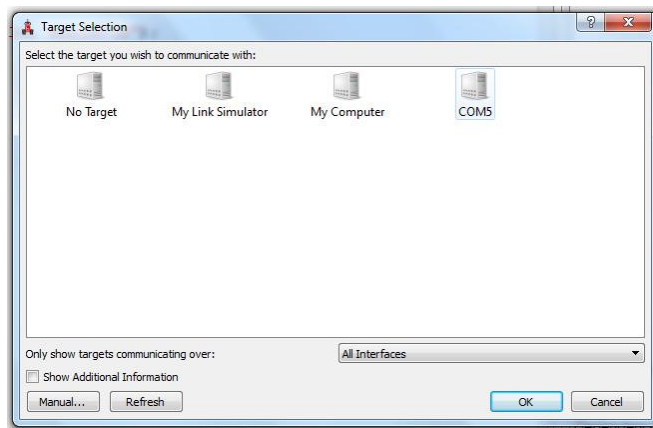 Target Selection
?
X
Select the target you wish to communicate with:
No Target My Link Simulator My Computer COM5
Only show targets communicating over: All Interfaces
Show Additional Information
Manual... Refresh OK Cancel